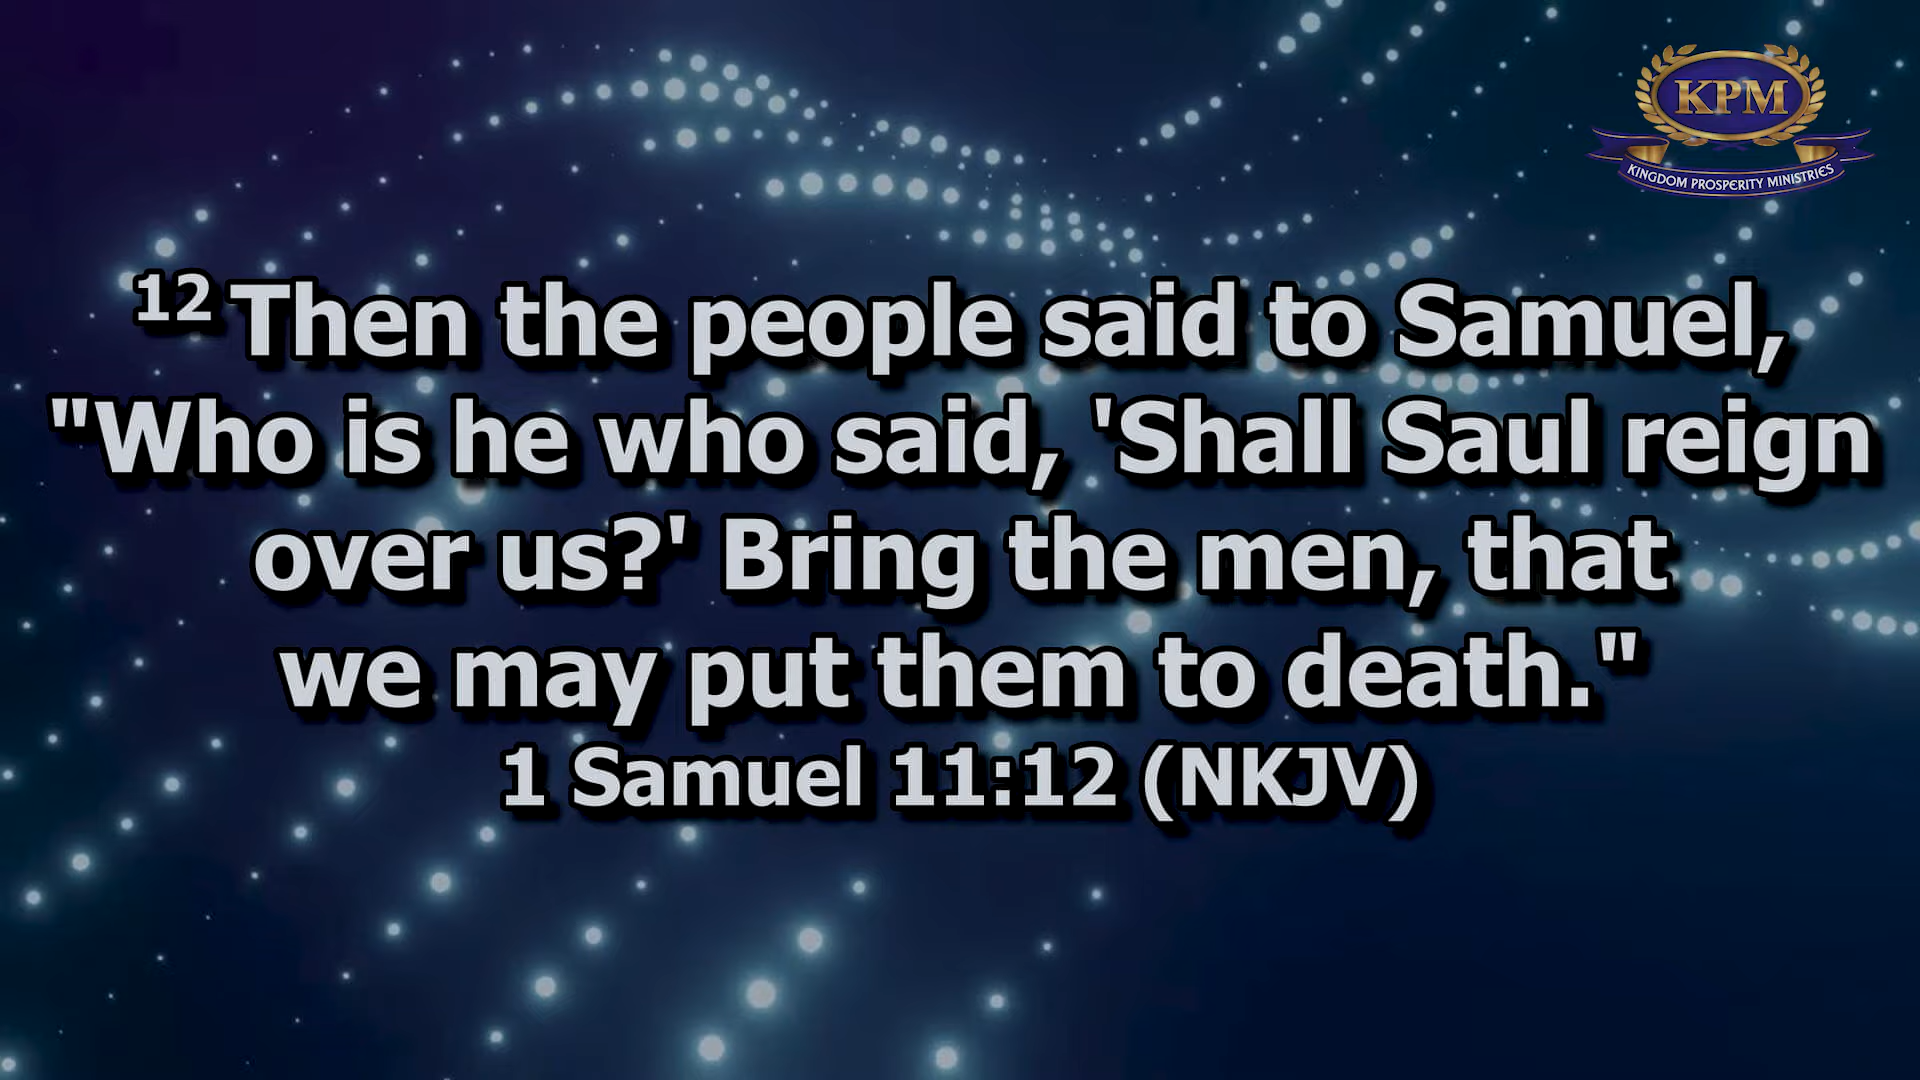 KPM
KINGDOM PROSPERITY MINISTRIES
12 Then the people said to Samuel,
"Who is he who said, 'Shall Saul reign
over us?' Bring the men, that
we may put them to death."
1 Samuel 11:12 (NKJV)